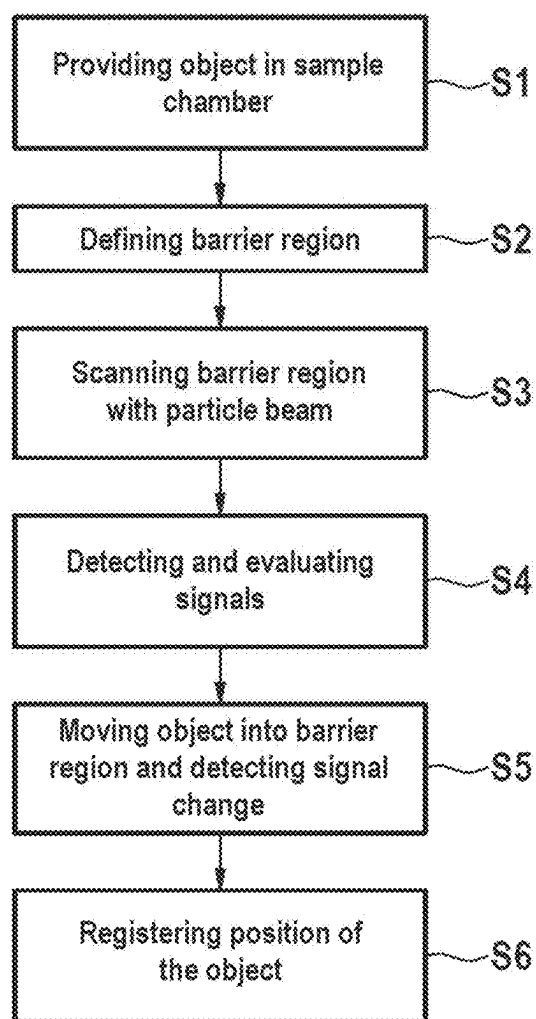 Providing object in sample
chamber
S1
Defining barrier region
S2
Scanning barrier region
with particle beam
S3
Detecting and evaluating
signals
S4
Moving object into barrier
region and detecting signal
change
S5
Registering position of
the object
S6